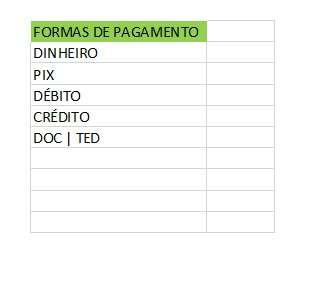 FORMAS DE PAGAMENTO
DINHEIRO
PIX
DÉBITO
CRÉDITO
DOC | TED